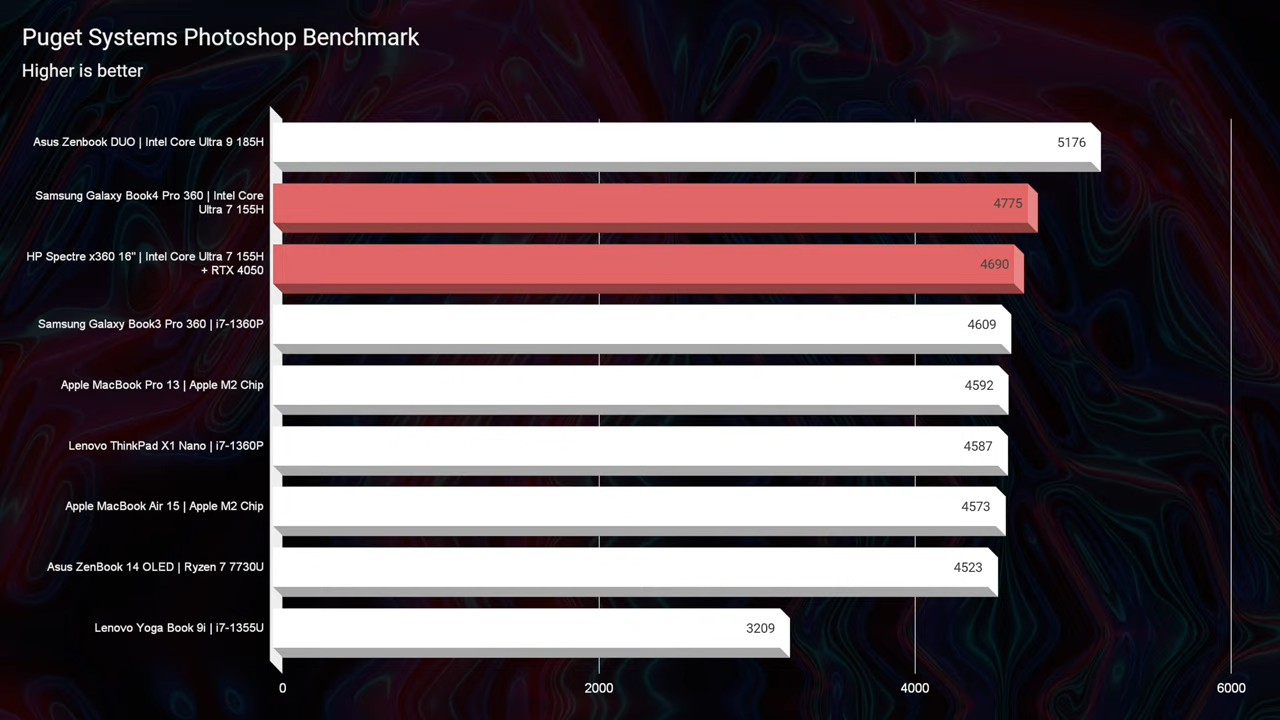 Puget Systems Photoshop Benchmark
Higher is better
Asus Zenbook DUO | Intel Core Ultra 9 185H
5176
Samsung Galaxy Book4 Pro 360 | Intel Core
Ultra 7 155H
4775
HP Spectre x360 16" | Intel Core Ultra 7 155H
+ RTX 4050
4690
Samsung Galaxy Book3 Pro 360 | i7-1360P
4609
Apple MacBook Pro 13 | Apple M2 Chip
4592
Lenovo ThinkPad X1 Nano | i7-1360P
4587
Apple MacBook Air 15 | Apple M2 Chip
4573
Asus ZenBook 14 OLED | Ryzen 7 7730U
4523
Lenovo Yoga Book 9i | i7-1355U
3209
0
2000
4000
6000